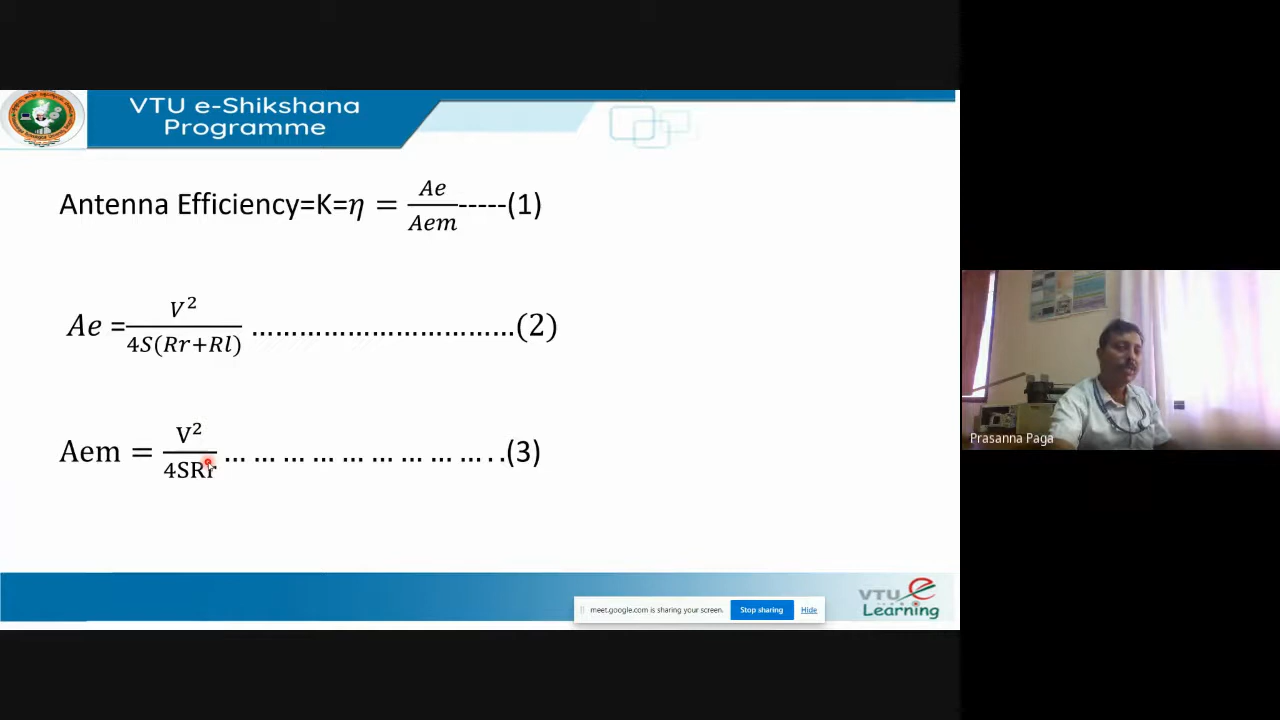 VTU e-Shikshana
Programme
Antenna Efficiency=K=η = Ae/Aem-----(1)
Ae =V²/4S(Rr+Rl) ……………………………(2)
Aem = V²/4SRr … … … … … … … … … . .(3)
Prasanna Paga
meet.google.com is sharing your screen. Stop sharing Hide
VTU e
Learning